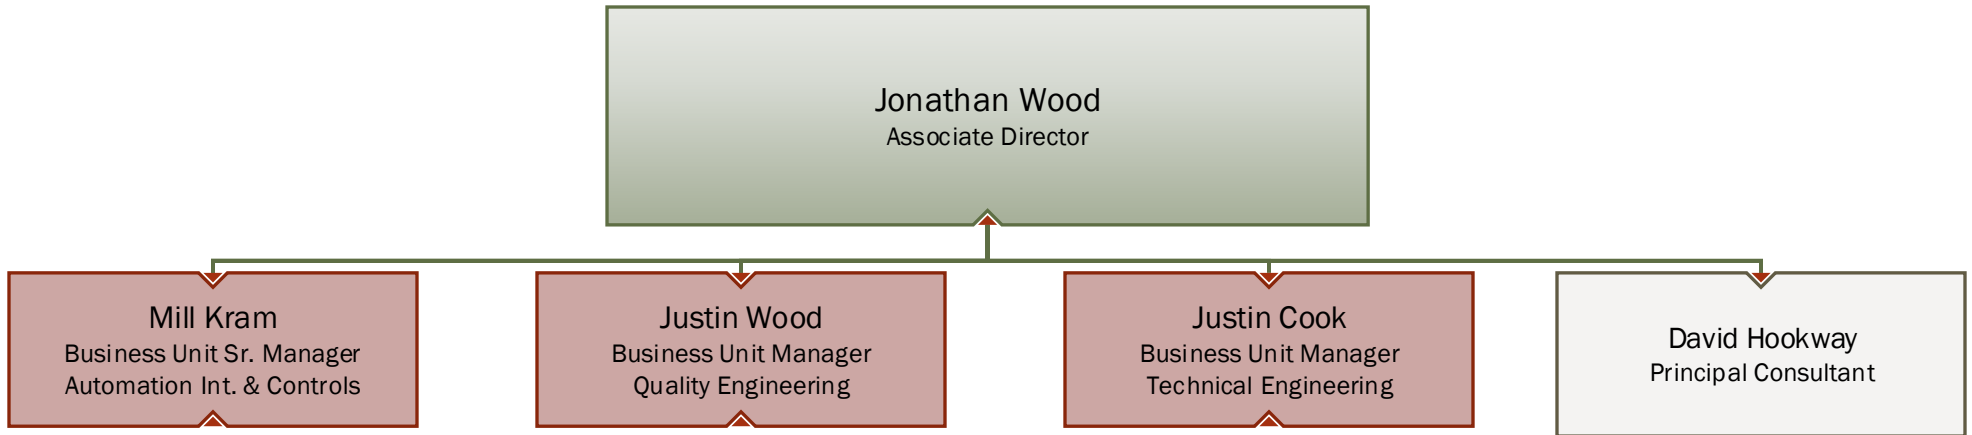 Jonathan Wood
Associate Director
Mill Kram
Business Unit Sr. Manager
Automation Int. & Controls
Justin Wood
Business Unit Manager
Quality Engineering
Justin Cook
Business Unit Manager
Technical Engineering
David Hookway
Principal Consultant